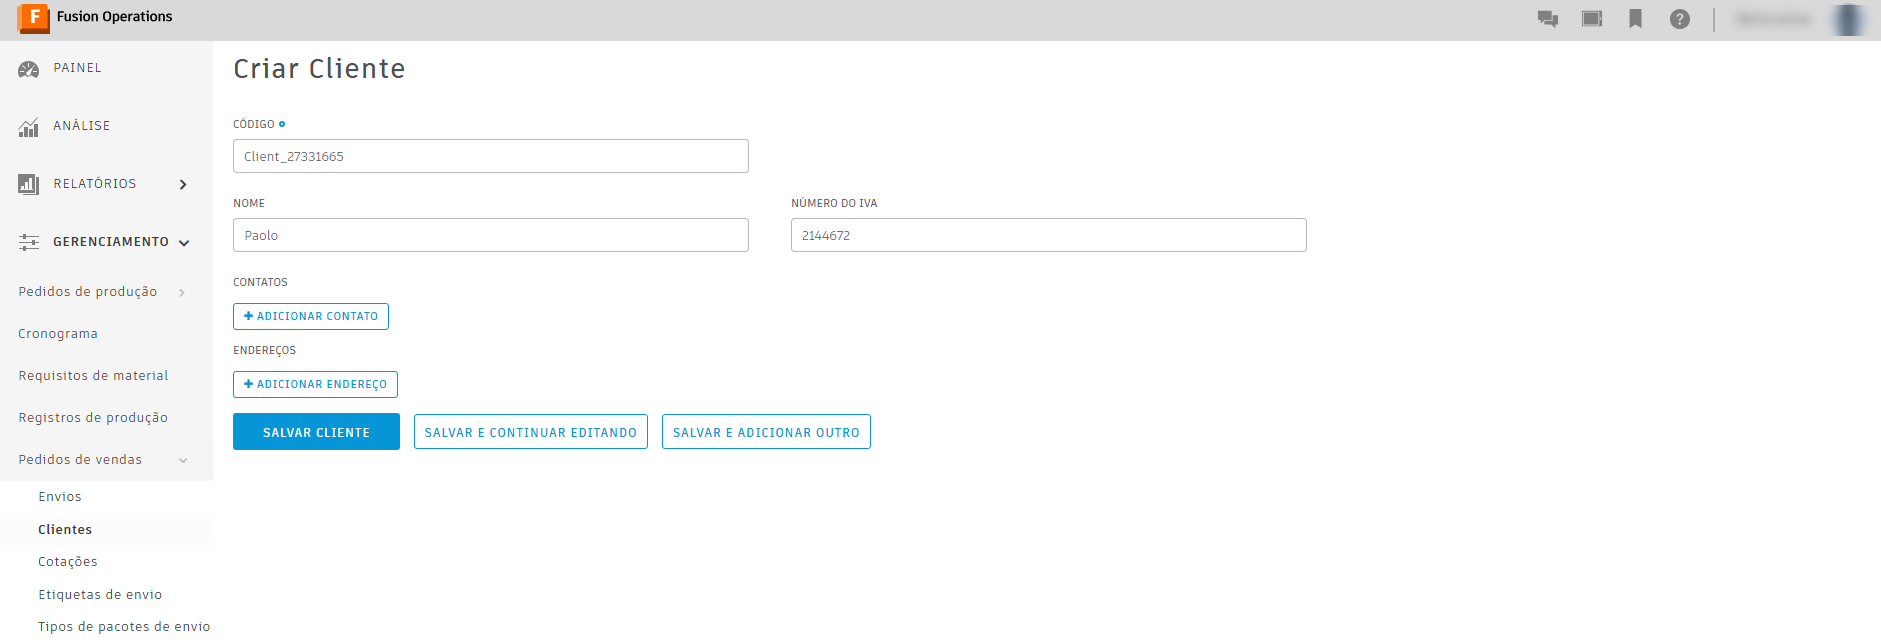 F Fusion Operations
PAINEL
ANÁLISE
RELATÓRIOS
GERENCIAMENTO
Pedidos de produção
Cronograma
Requisitos de material
Registros de produção
Pedidos de vendas
Envios
Clientes
Cotações
Etiquetas de envio
Tipos de pacotes de envio
Criar Cliente
CÓDIGO
Client_27331665
NOME
Paolo
NÚMERO DO IVA
2144672
CONTATOS
+ ADICIONAR CONTATO
ENDEREÇOS
+ ADICIONAR ENDEREÇO
SALVAR CLIENTE
SALVAR E CONTINUAR EDITANDO
SALVAR E ADICIONAR OUTRO